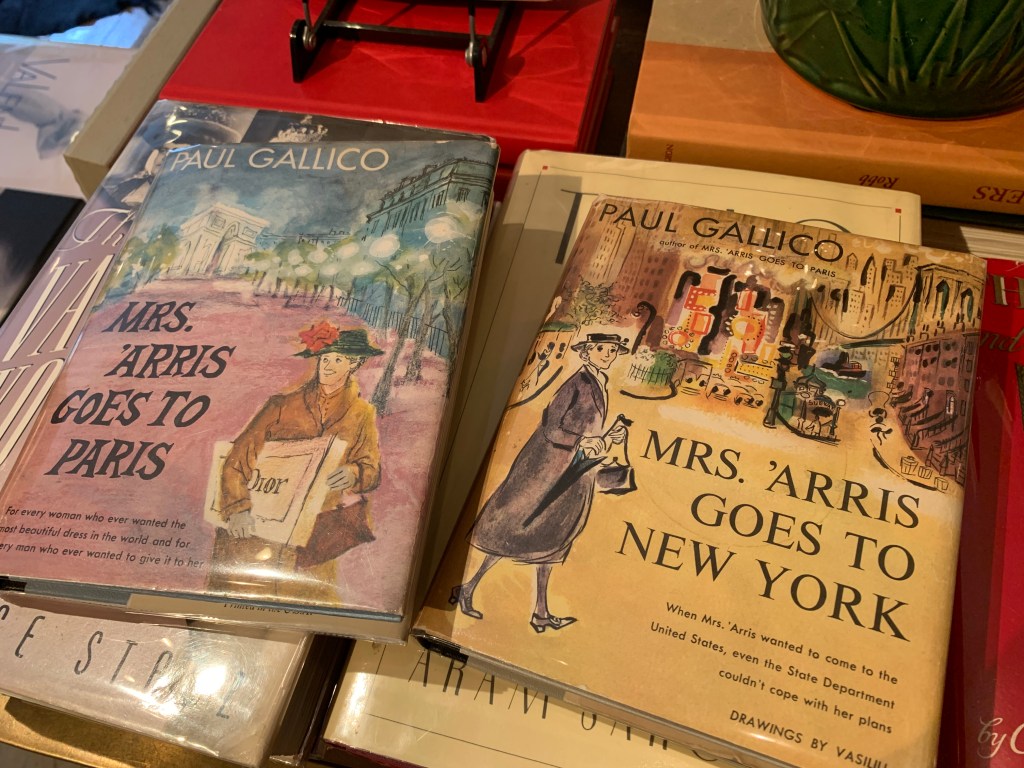 PAUL GALLICO
MRS.
'ARRIS
GOES TO
PARIS
Dior
For every woman who ever wanted the
most beautiful dress in the world and for
every man who ever wanted to give it to her
PAUL GALLICO
author of MRS. 'ARRIS GOES TO PARIS
MRS. 'ARRIS
GOES TO
NEW YORK
When Mrs. 'Arris wanted to come to the
United States, even the State Department
couldn't cope with her plans
DRAWINGS BY VASILIU
Robb
by